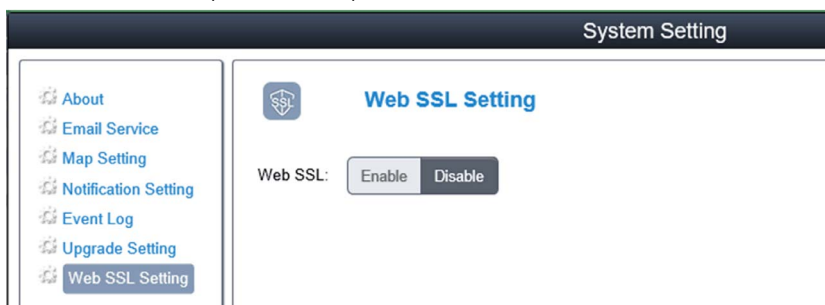 System Setting
About
Email Service
Map Setting
Notification Setting
Event Log
Upgrade Setting
Web SSL Setting
SSL
Web SSL Setting
Web SSL: Enable Disable